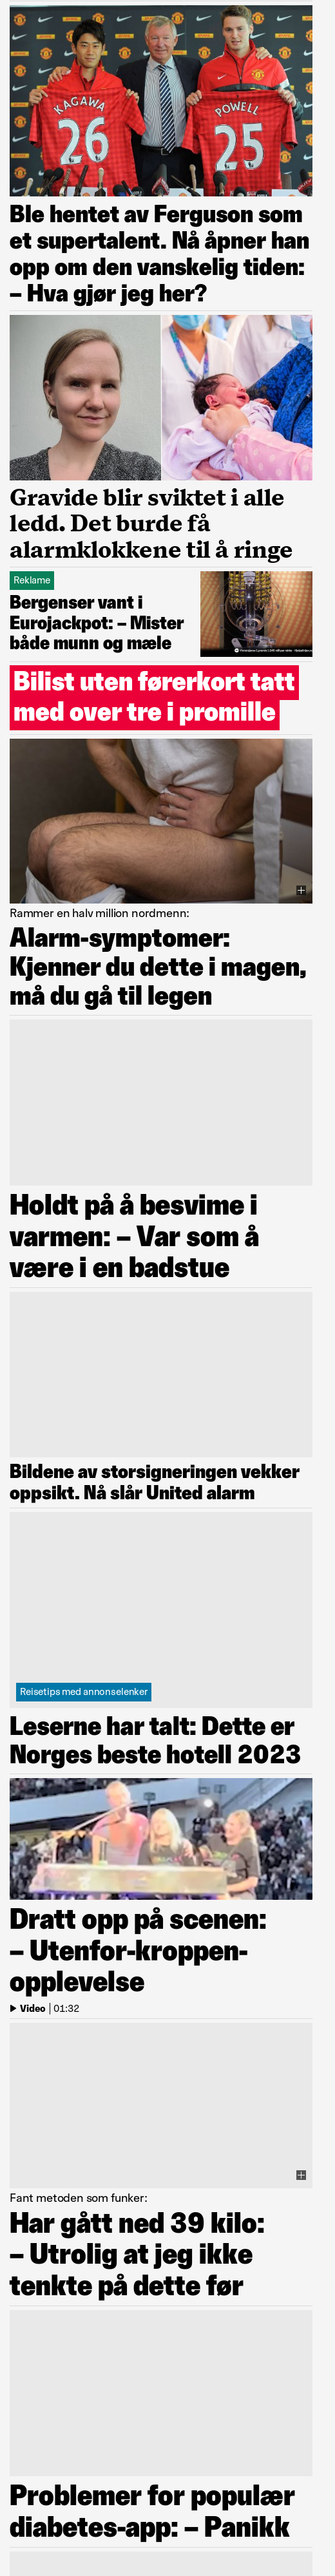 KAGAWA
26
POWELL
25
Ble hentet av Ferguson som
et supertalent. Nå åpner han
opp om den vanskelig tiden:
– Hva gjør jeg her?
Gravide blir sviktet i alle
ledd. Det burde få
alarmklokkene til å ringe
Reklame
Bergenser vant i
Eurojackpot: – Mister
både munn og mæle
Bilist uten førerkort tatt
med over tre i promille
Rammer en halv million nordmenn:
Alarm-symptomer:
Kjenner du dette i magen,
må du gå til legen
Holdt på å besvime i
varmen: – Var som å
være i en badstue
Bildene av storsigneringen vekker
oppsikt. Nå slår United alarm
Reisetips med annonselenker
Leserne har talt: Dette er
Norges beste hotell 2023
Dratt opp på scenen:
– Utenfor-kroppen-
opplevelse
Video | 01:32
Fant metoden som funker:
Har gått ned 39 kilo:
– Utrolig at jeg ikke
tenkte på dette før
Problemer for populær
diabetes-app: – Panikk